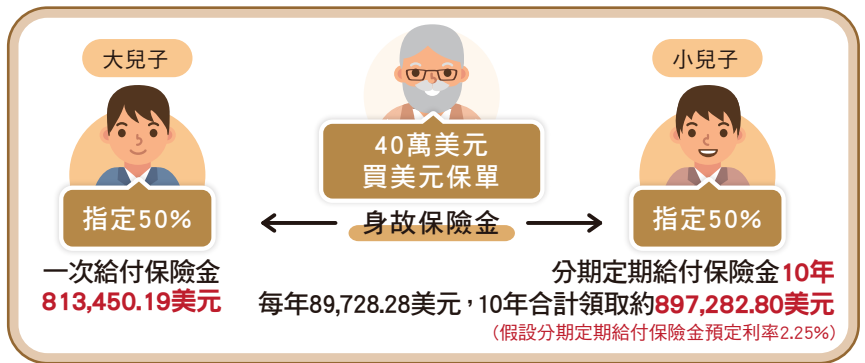 大兒子
小兒子
40萬美元
買美元保單
指定50%
身故保險金
指定50%
一次給付保險金
813,450.19美元
分期定期給付保險金10年
每年89,728.28美元，10年合計領取約897,282.80美元
(假設分期定期給付保險金預定利率2.25%)